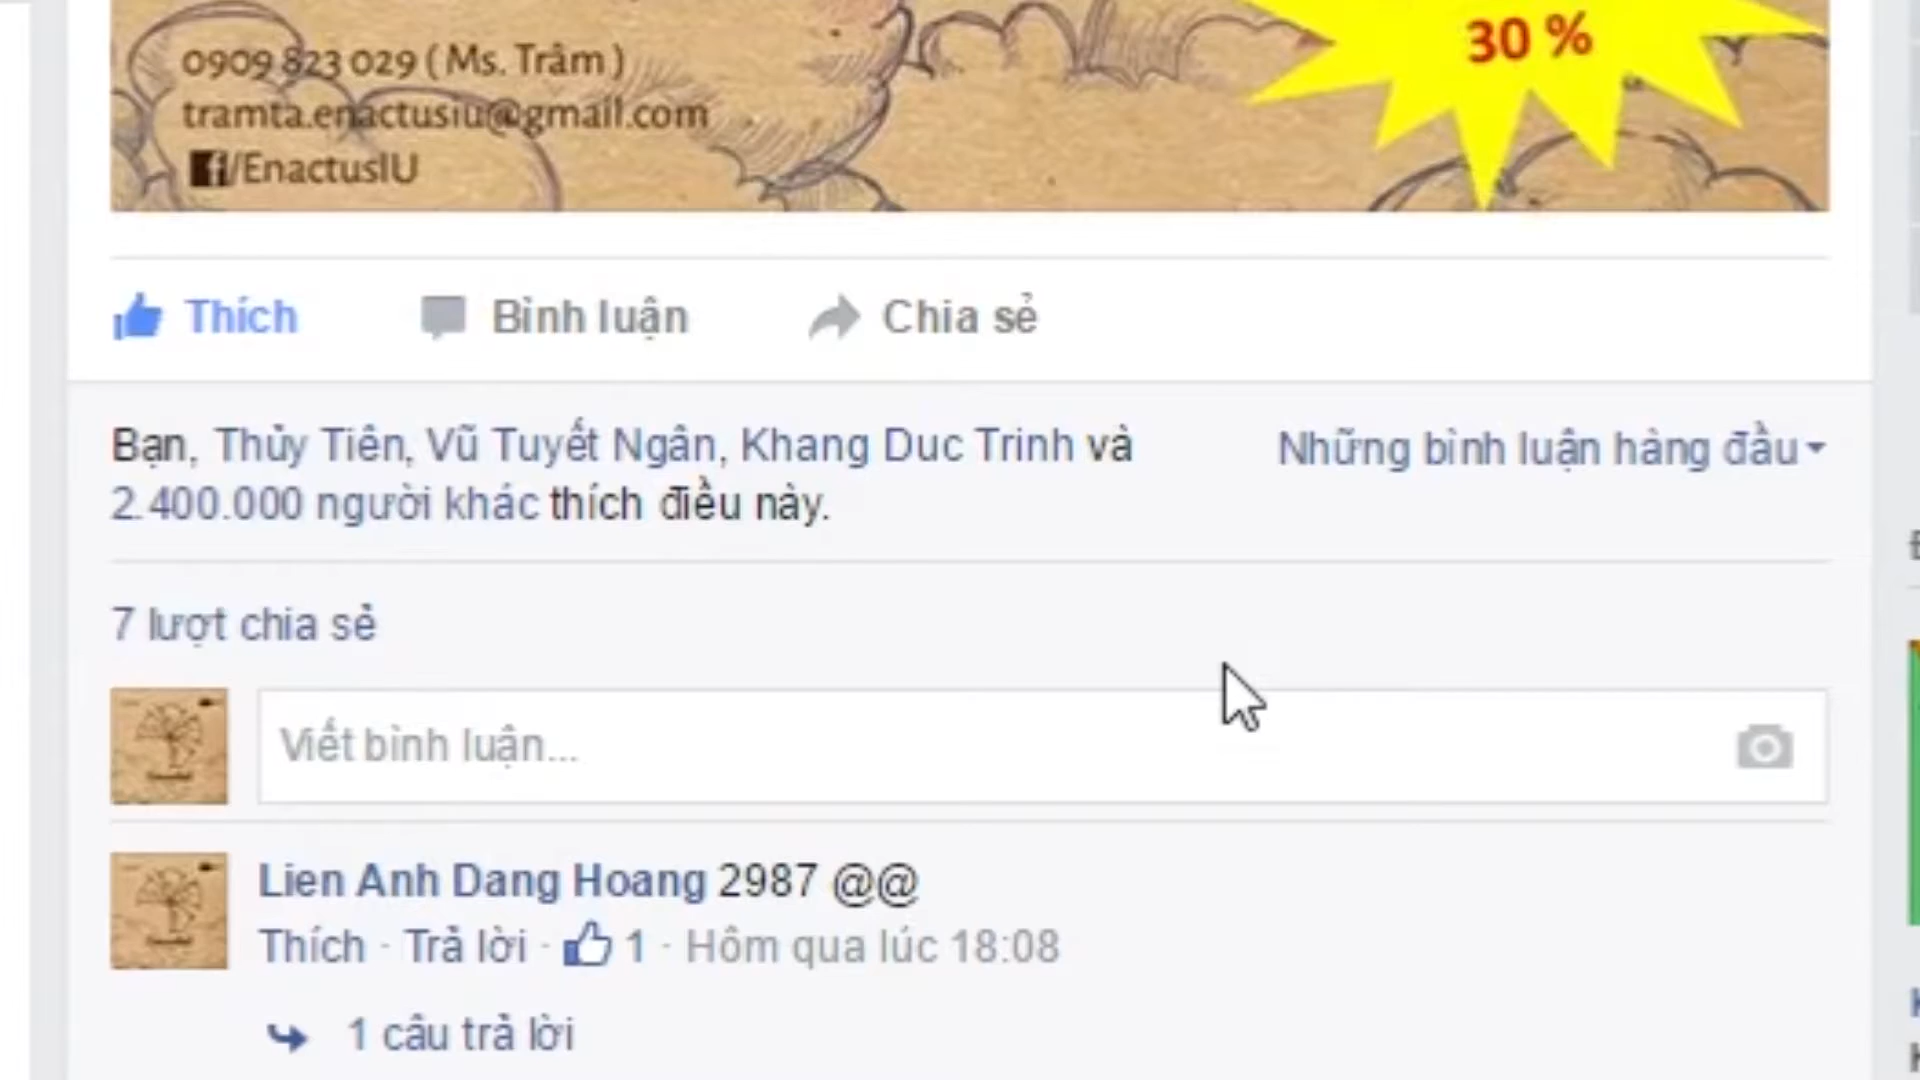 30 %
0909 823 029 ( Ms. Trâm )
tramta.enactusiu@gmail.com
/EnactusIU
Thích Bình luận Chia sẻ
Bạn, Thủy Tiên, Vũ Tuyết Ngân, Khang Duc Trinh và
2.400.000 người khác thích điều này.
Những bình luận hàng đầu
7 lượt chia sẻ
Viết bình luận...
Lien Anh Dang Hoang 2987 @@
Thích · Trả lời · 1 · Hôm qua lúc 18:08
1 câu trả lời